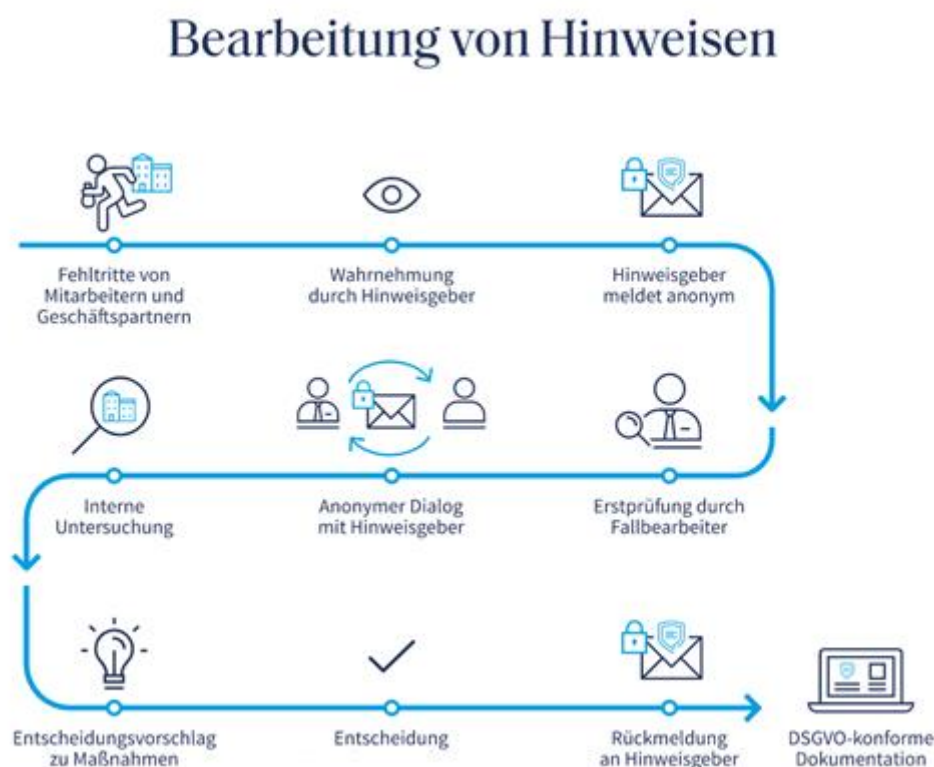 Bearbeitung von Hinweisen
Fehltritte von
Mitarbeitern und
Geschäftspartnern
Wahrnehmung
durch Hinweisgeber
Hinweisgeber
meldet anonym
Erstprüfung durch
Fallbearbeiter
Anonymer Dialog
mit Hinweisgeber
Interne
Untersuchung
Entscheidungsvorschlag
zu Maßnahmen
Entscheidung
Rückmeldung
an Hinweisgeber
DSGVO-konforme
Dokumentation